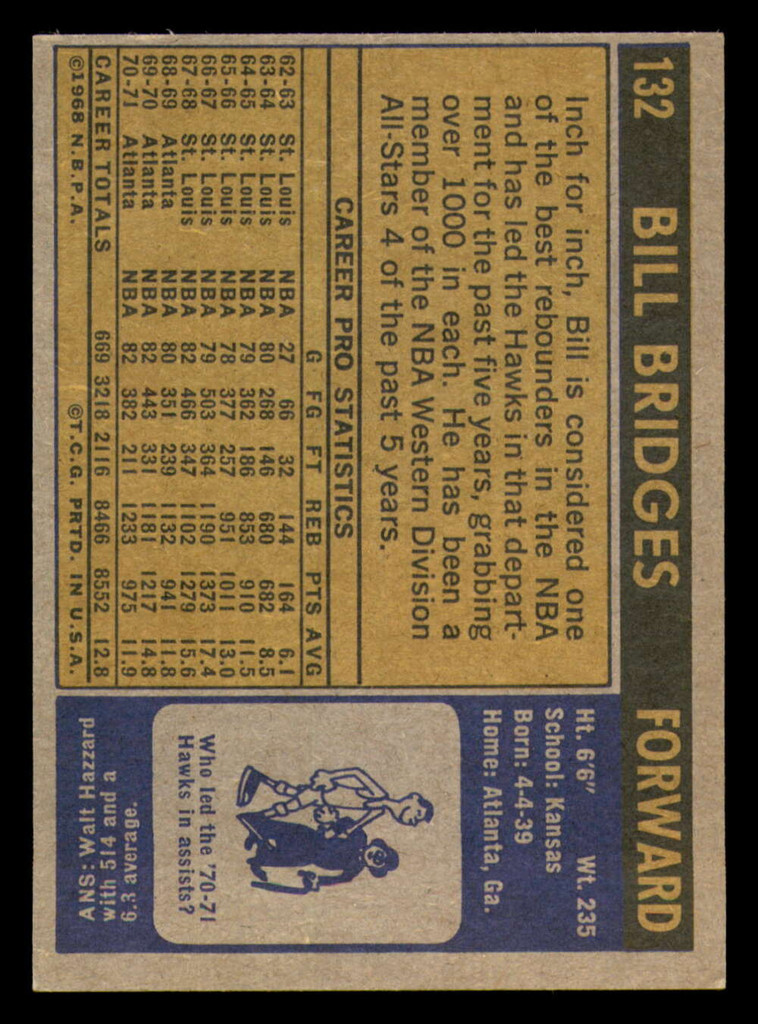 132 BILL BRIDGES FORWARD
Inch for inch, Bill is considered one
of the best rebounders in the NBA
and has led the Hawks in that depart-
ment for the past five years, grabbing
over 1000 in each. He has been a
member of the NBA Western Division
All-Stars 4 of the past 5 years.
CAREER PRO STATISTICS
G FG FT REB PTS AVG
62-63 St. Louis NBA 27 66 32 144 164 6.1
63-64 St. Louis NBA 80 268 146 680 682 8.5
64-65 St. Louis NBA 79 362 186 853 910 11.5
65-66 St. Louis NBA 78 377 257 951 1011 13.0
66-67 St. Louis NBA 79 503 364 1190 1373 17.4
67-68 St. Louis NBA 82 466 347 1102 1279 15.6
68-69 Atlanta NBA 80 351 239 1132 941 11.8
69-70 Atlanta NBA 82 443 331 1181 1217 14.8
70-71 Atlanta NBA 82 382 211 1233 975 11.9
CAREER TOTALS 669 3218 2116 8466 8552 12.8
©1968 N.B.P.A. ©T.C.G. PRTD. IN U.S.A.
Ht. 6'6" Wt. 235
School: Kansas
Born: 4-4-39
Home: Atlanta, Ga.
Who led the '70-71
Hawks in assists?
ANS: Walt Hazzard
with 514 and a
6.3 average.